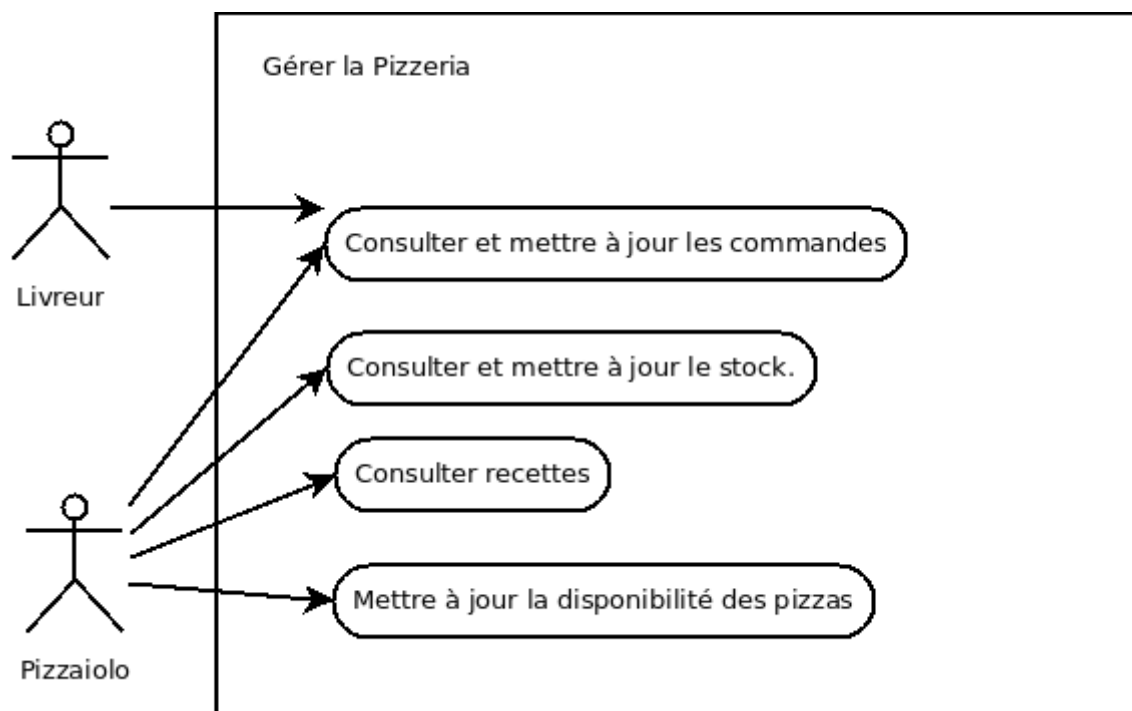 Gérer la Pizzeria
Consulter et mettre à jour les commandes
Livreur
Consulter et mettre à jour le stock.
Consulter recettes
Mettre à jour la disponibilité des pizzas
Pizzaiolo